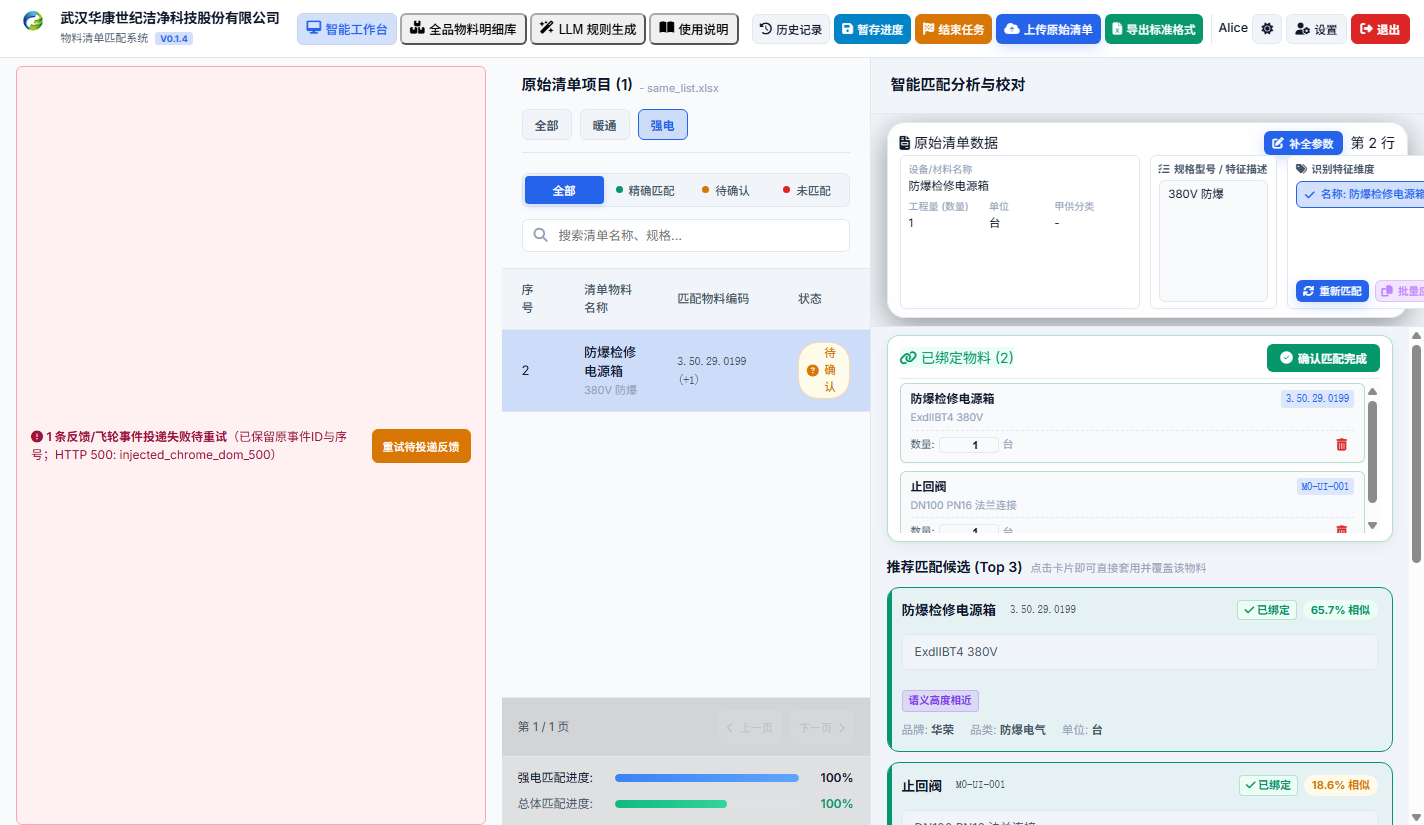 武汉华康世纪洁净科技股份有限公司
物料清单匹配系统 V0.1.4
智能工作台
全品物料明细库
LLM 规则生成
使用说明
历史记录
暂存进度
结束任务
上传原始清单
导出标准格式
Alice
设置
退出
1 条反馈/飞轮事件投递失败待重试（已保留原事件ID与序
号；HTTP 500: injected_chrome_dom_500）
重试待投递反馈
原始清单项目 (1) - same_list.xlsx
全部 暖通 强电
全部 精确匹配 待确认 未匹配
搜索清单名称、规格...
序
号
清单物料
名称
匹配物料编码
状态
2
防爆检修
电源箱
380V 防爆
3.50.29.0199
(+1)
待
确
认
第 1 / 1 页
上一页
下一页
强电匹配进度: 100%
总体匹配进度: 100%
智能匹配分析与校对
原始清单数据
补全参数
第 2 行
设备/材料名称
防爆检修电源箱
工程量 (数量) 单位 甲供分类
1 台 -
规格型号 / 特征描述
380V 防爆
识别特征维度
名称: 防爆检修电源箱
重新匹配
批量应
已绑定物料 (2)
确认匹配完成
防爆检修电源箱 3.50.29.0199
ExdIIBT4 380V
数量: 1 台
止回阀 MO-UI-001
DN100 PN16 法兰连接
数量: 1 台
推荐匹配候选 (Top 3) 点击卡片即可直接套用并覆盖该物料
防爆检修电源箱 3.50.29.0199 已绑定 65.7% 相似
ExdIIBT4 380V
语义高度相近
品牌: 华荣 品类: 防爆电气 单位: 台
止回阀 MO-UI-001 已绑定 18.6% 相似
DN100 PN16 法兰连接